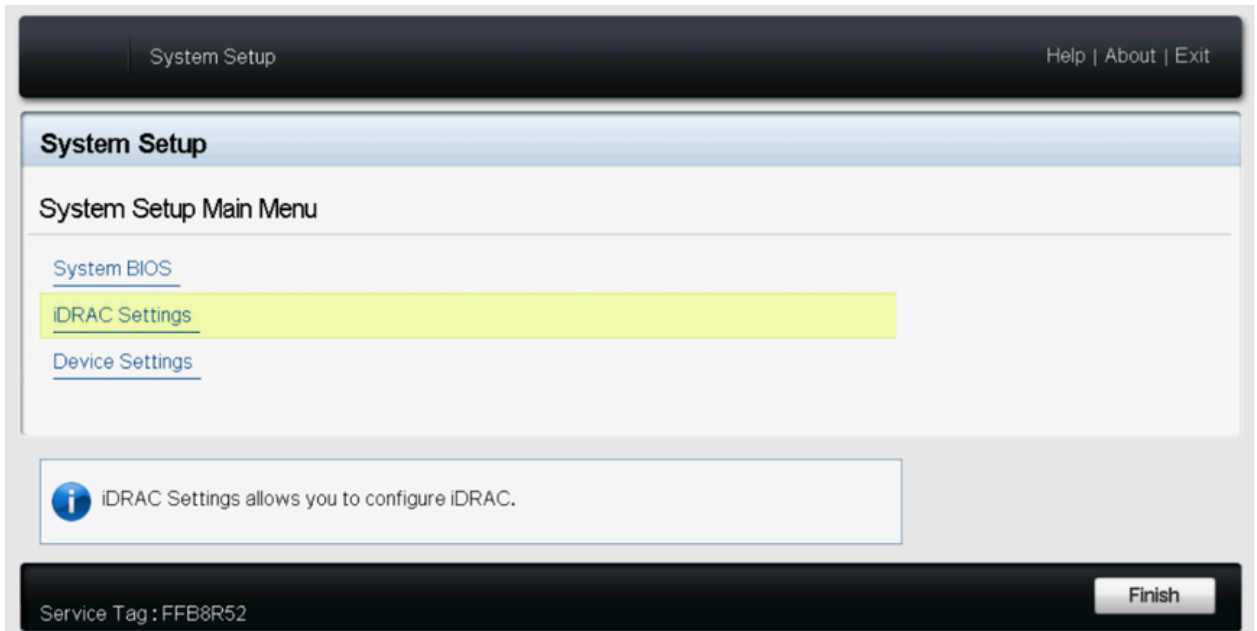 System Setup
Help | About | Exit
System Setup
System Setup Main Menu
System BIOS
iDRAC Settings
Device Settings
iDRAC Settings allows you to configure iDRAC.
Service Tag : FFB8R52
Finish